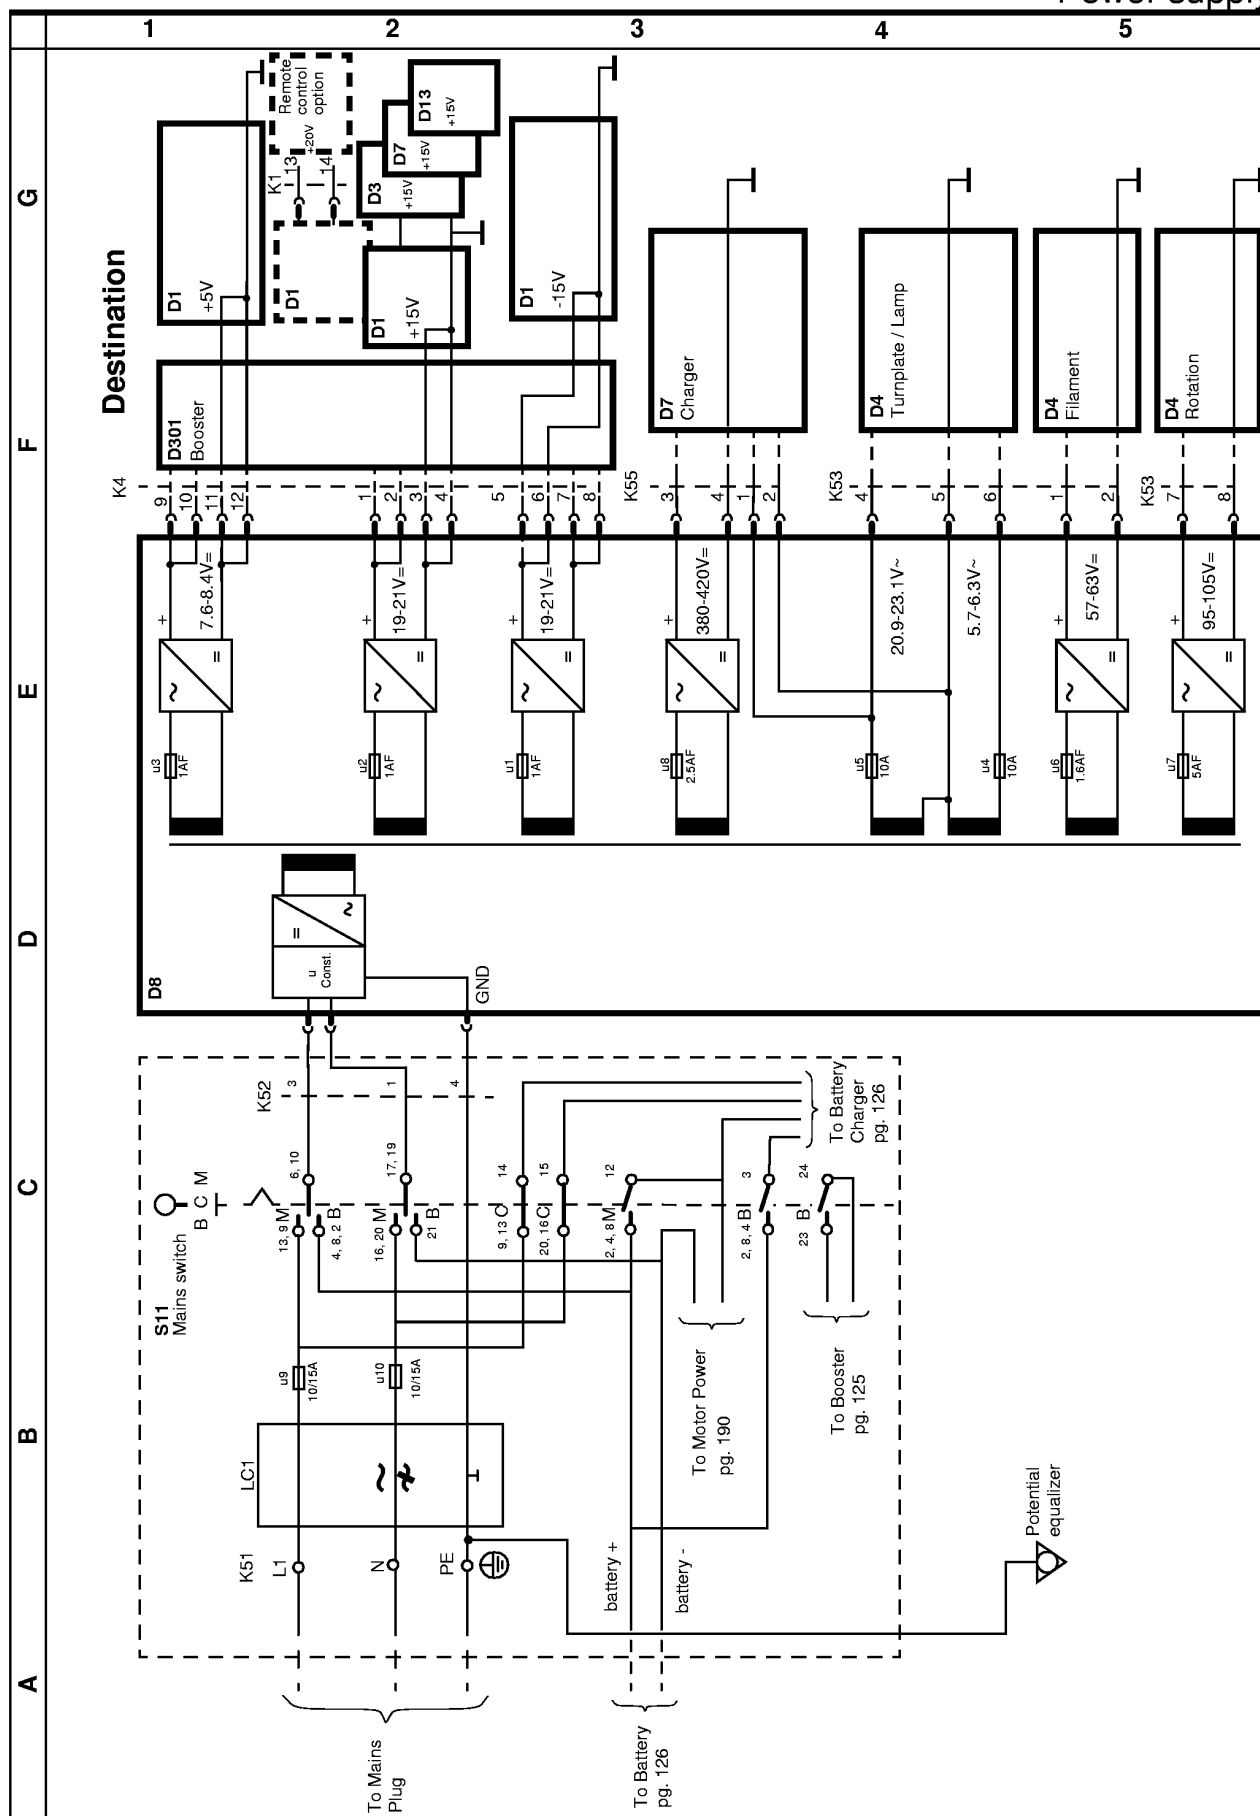 1
2
3
4
5
G
F
E
D
C
B
A
Destination
D1
+5V
Remote
control
option
+20V
K1
13
14
D1
D1
+15V
D3
+15V
D7
+15V
D13
+15V
D1
-15V
D301
Booster
D7
Charger
D4
Turnplate / Lamp
D4
Filament
D4
Rotation
K4
9
10
11
12
1
2
3
4
5
6
7
8
K55
3
4
1
2
K53
4
5
6
1
2
K53
7
8
+
7.6-8.4V=
+
19-21V=
+
19-21V=
+
380-420V=
20.9-23.1V~
5.7-6.3V~
+
57-63V=
+
95-105V=
~
=
~
=
~
=
~
=
~
=
~
=
u3
1AF
u2
1AF
u1
1AF
u8
2.5AF
u5
10A
u4
10A
u6
1.6AF
u7
5AF
D8
=
~
u
Const.
GND
K52
3
1
4
To Battery
Charger
pg. 126
S11
Mains switch
B C M
6, 10
17, 19
14
15
12
3
24
13, 9 M
4, 8, 2 B
16, 20 M
21 B
9, 13 C
20, 16 C
2, 4, 8 M
2, 8, 4 B
23 B
u9
10/15A
u10
10/15A
To Motor Power
pg. 190
To Booster
pg. 125
LC1
K51
L1
N
PE
battery +
battery -
Potential
equalizer
To Mains
Plug
To Battery
pg. 126